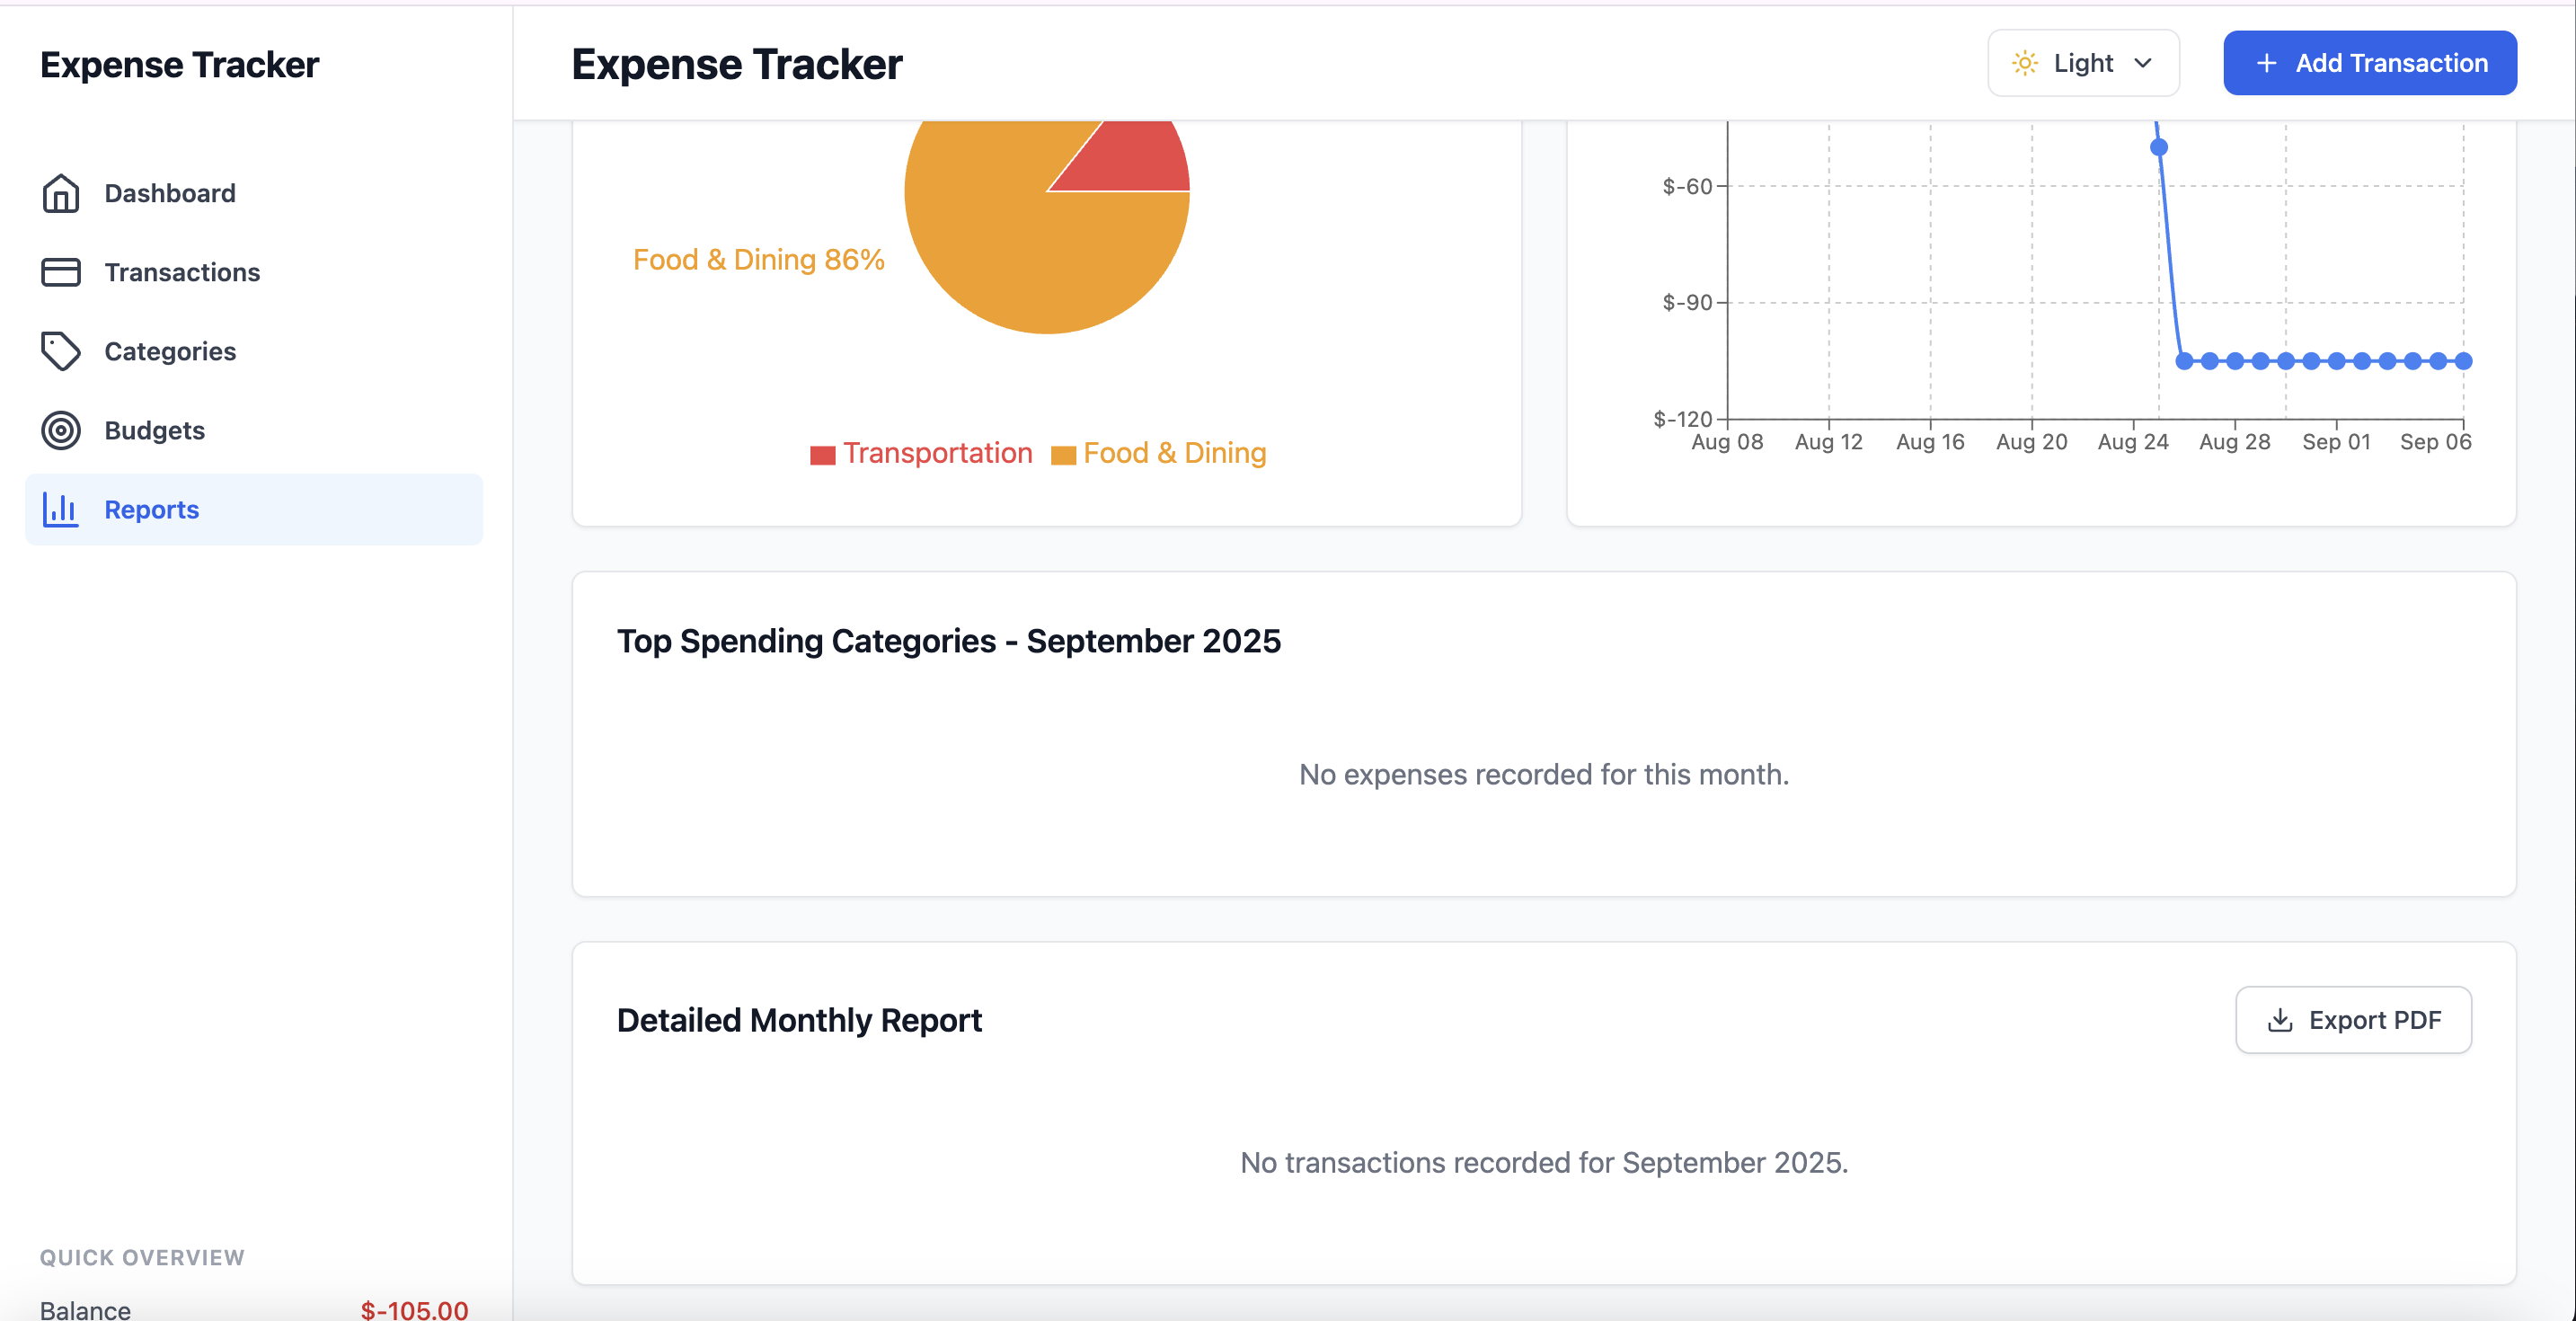 Expense Tracker
Dashboard
Transactions
Categories
Budgets
Reports
QUICK OVERVIEW
Balance $-105.00
Expense Tracker
Light
Add Transaction
Food & Dining 86%
Transportation Food & Dining
$-60
$-90
$-120
Aug 08 Aug 12 Aug 16 Aug 20 Aug 24 Aug 28 Sep 01 Sep 06
Top Spending Categories - September 2025
No expenses recorded for this month.
Detailed Monthly Report
Export PDF
No transactions recorded for September 2025.